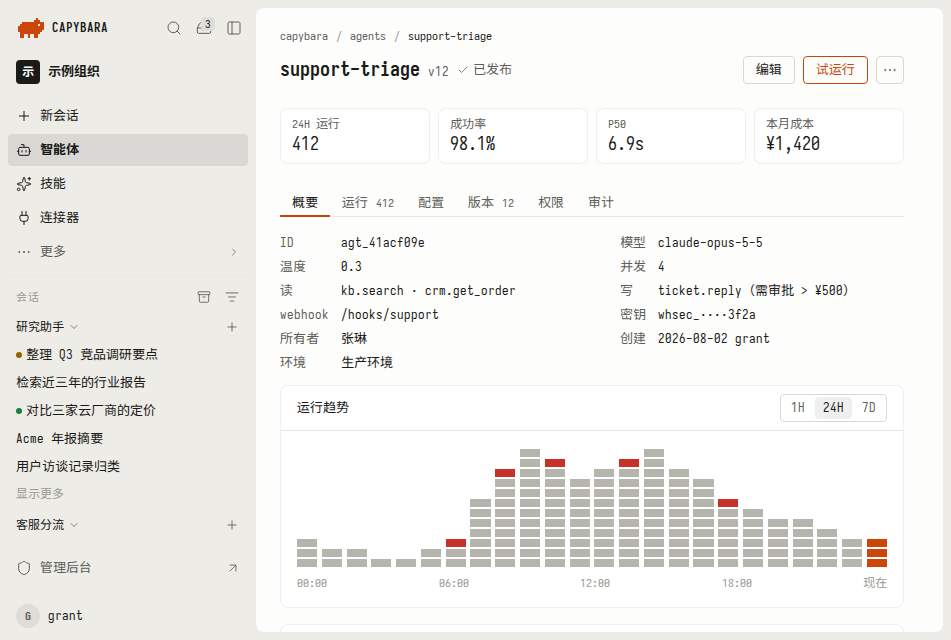 CAPYBARA
3
示 示例组织
新会话
智能体
技能
连接器
更多
会话
研究助手
整理 Q3 竞品调研要点
检索近三年的行业报告
对比三家云厂商的定价
Acme 年报摘要
用户访谈记录归类
显示更多
客服分流
管理后台
G grant
capybara / agents / support-triage
support-triage v12 已发布
编辑 试运行 ···
24H 运行
412
成功率
98.1%
P50
6.9s
本月成本
¥1,420
概要 运行 412 配置 版本 12 权限 审计
ID agt_41acf09e 模型 claude-opus-5-5
温度 0.3 并发 4
读 kb.search · crm.get_order 写 ticket.reply (需审批 > ¥500)
webhook /hooks/support 密钥 whsec_····3f2a
所有者 张琳 创建 2026-08-02 grant
环境 生产环境
运行趋势 1H 24H 7D
00:00 06:00 12:00 18:00 现在